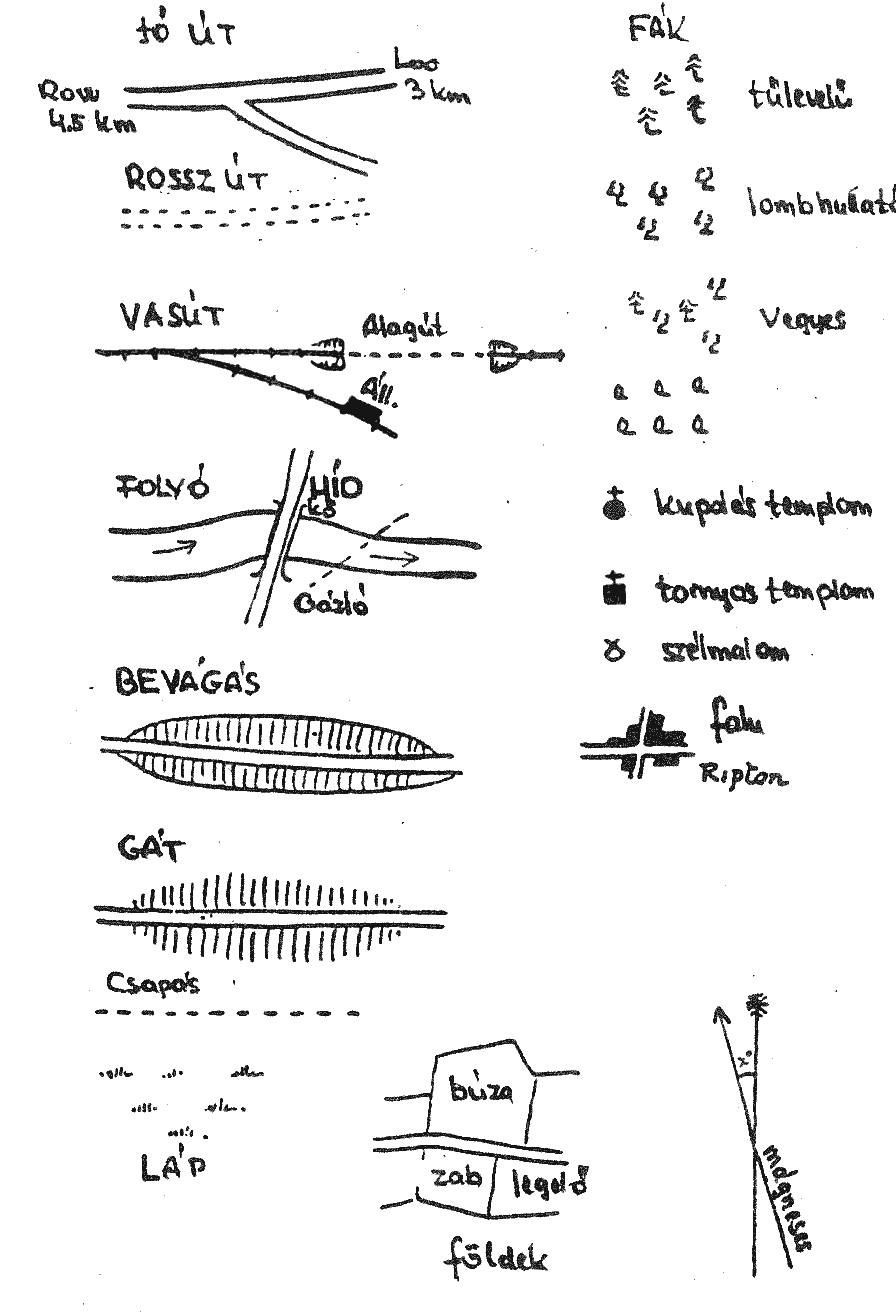 FŐ ÚT
Row
4.5 km
Loo
3 km
ROSSZ ÚT
VASÚT
Alagút
ÁLL.
FOLYÓ
HÍD
kő
Gázló
BEVÁGÁS
GÁT
Csapás
LÁP
búza
zab
legelő
földek
FÁK
tűlevelű
lombhullató
Vegyes
kupolás templom
tornyos templom
szélmalom
falu
Ripton
x°
mágneses